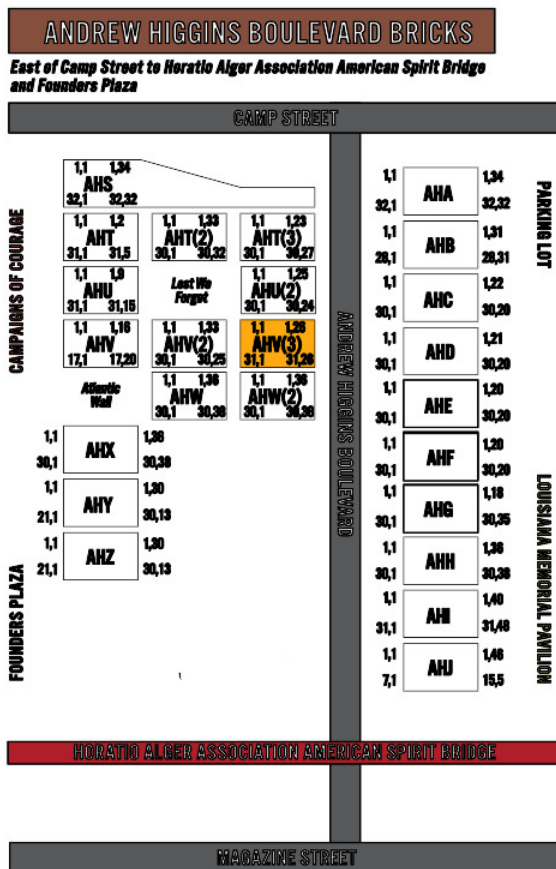 ANDREW HIGGINS BOULEVARD BRICKS
East of Camp Street to Horatio Alger Association American Spirit Bridge
and Founders Plaza
CAMP STREET
1,1 1,34
AHS
32,1 32,32
1,1 1,2
AHT
31,1 31,5
1,1 1,33
AHT(2)
30,1 30,32
1,1 1,23
AHT(3)
30,1 30,27
1,1 1,9
AHU
31,1 31,15
Lest We
Forget
1,1 1,25
AHU(2)
30,1 30,24
1,1 1,16
AHV
17,1 17,20
1,1 1,33
AHV(2)
30,1 30,25
1,1 1,26
AHV(3)
31,1 31,26
Atlantic
Wall
1,1 1,36
AHW
30,1 30,36
1,1 1,36
AHW(2)
30,1 30,36
1,1 1,36
AHX
30,1 30,38
1,1 1,30
AHY
21,1 30,13
1,1 1,30
AHZ
21,1 30,13
CAMPAIGNS OF COURAGE
FOUNDERS PLAZA
ANDREW HIGGINS BOULEVARD
1,1 1,34
AHA
32,1 32,32
1,1 1,31
AHB
28,1 28,31
1,1 1,22
AHC
30,1 30,20
1,1 1,21
AHD
30,1 30,20
1,1 1,20
AHE
30,1 30,20
1,1 1,20
AHF
30,1 30,20
1,1 1,18
AHG
30,1 30,35
1,1 1,36
AHH
30,1 30,36
1,1 1,40
AHI
31,1 31,48
1,1 1,46
AHJ
7,1 15,5
PARKING LOT
LOUISIANA MEMORIAL PAVILION
HORATIO ALGER ASSOCIATION AMERICAN SPIRIT BRIDGE
MAGAZINE STREET